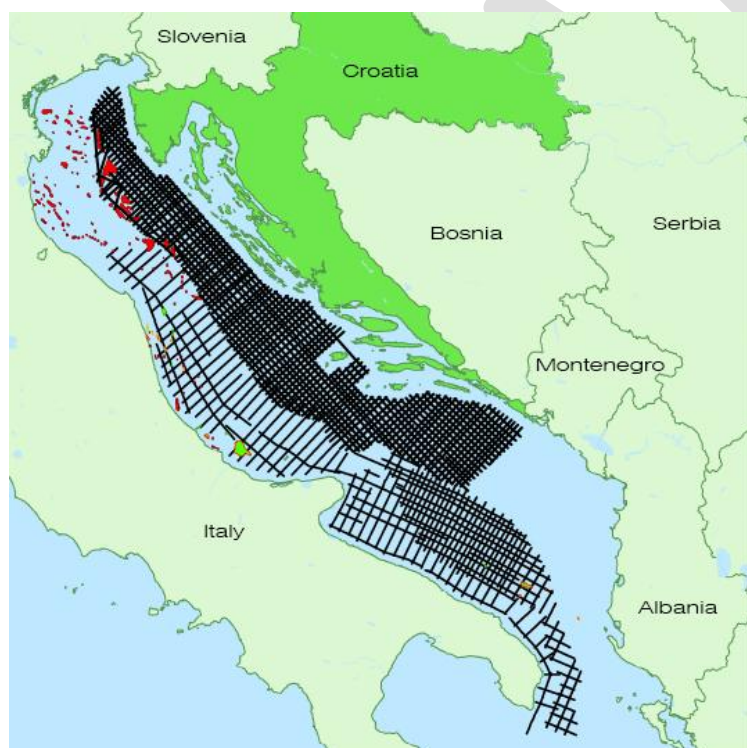 Slovenia
Croatia
Bosnia
Serbia
Montenegro
Italy
Albania